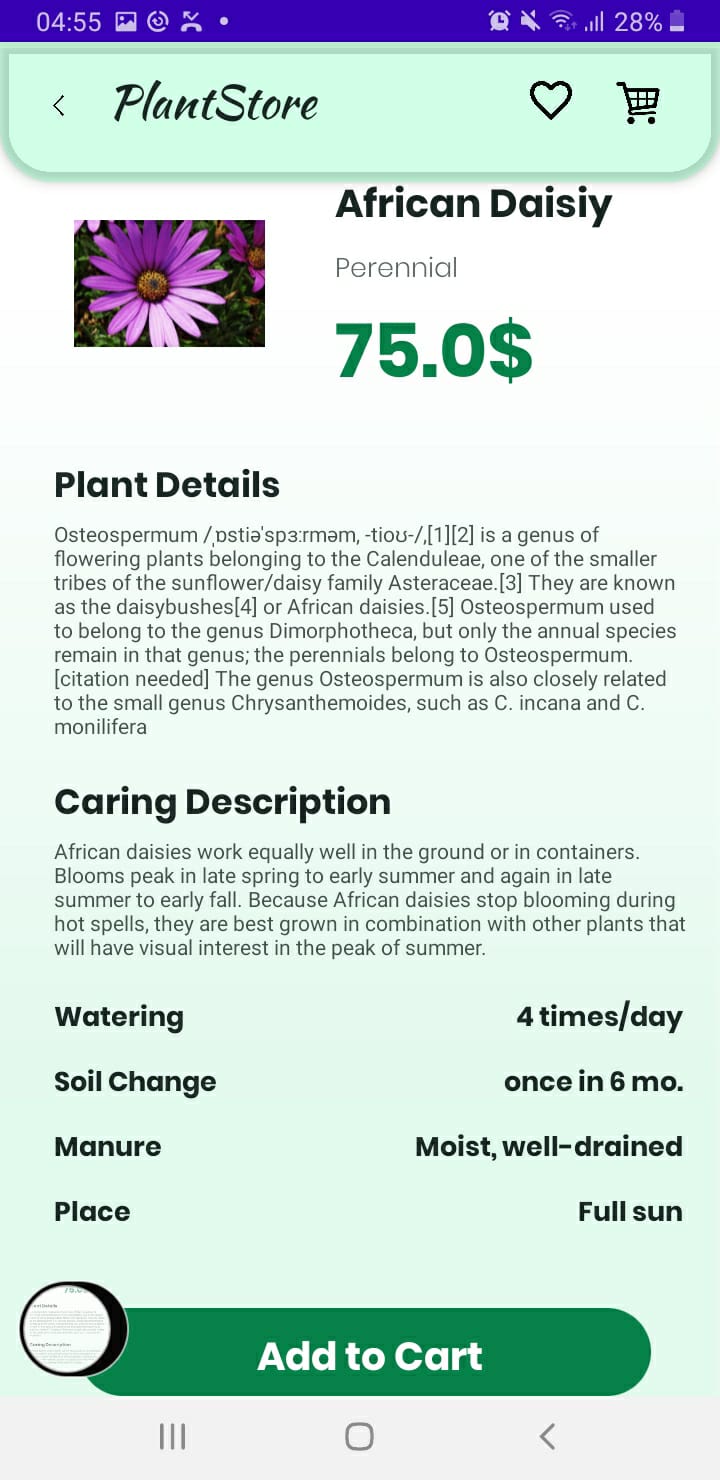 04:55
28%
PlantStore
African Daisiy
Perennial
75.0$
Plant Details
Osteospermum /ˌɒstiəˈspɜːrməm, -tioʊ-/,[1][2] is a genus of
flowering plants belonging to the Calenduleae, one of the smaller
tribes of the sunflower/daisy family Asteraceae.[3] They are known
as the daisybushes[4] or African daisies.[5] Osteospermum used
to belong to the genus Dimorphotheca, but only the annual species
remain in that genus; the perennials belong to Osteospermum.
[citation needed] The genus Osteospermum is also closely related
to the small genus Chrysanthemoides, such as C. incana and C.
monilifera
Caring Description
African daisies work equally well in the ground or in containers.
Blooms peak in late spring to early summer and again in late
summer to early fall. Because African daisies stop blooming during
hot spells, they are best grown in combination with other plants that
will have visual interest in the peak of summer.
Watering 4 times/day
Soil Change once in 6 mo.
Manure Moist, well-drained
Place Full sun
Add to Cart